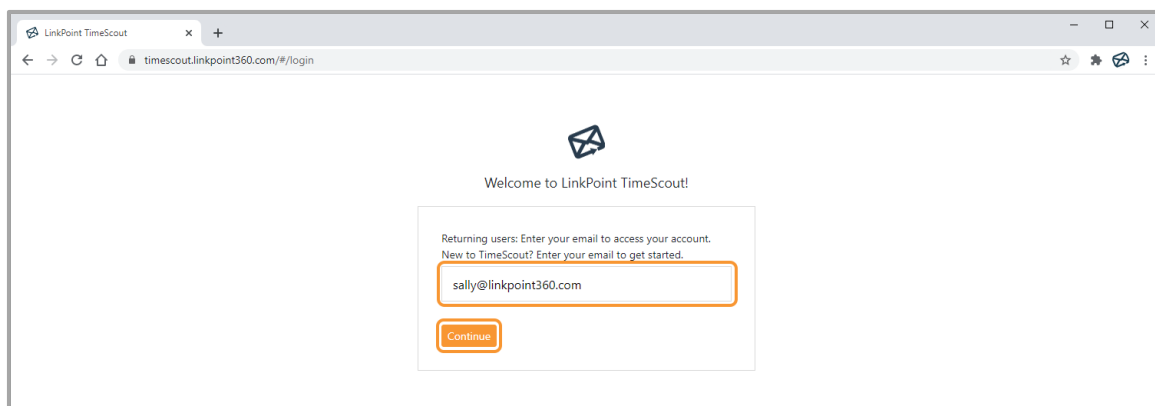 LinkPoint TimeScout
timescout.linkpoint360.com/#/login
Welcome to LinkPoint TimeScout!
Returning users: Enter your email to access your account.
New to TimeScout? Enter your email to get started.
sally@linkpoint360.com
Continue